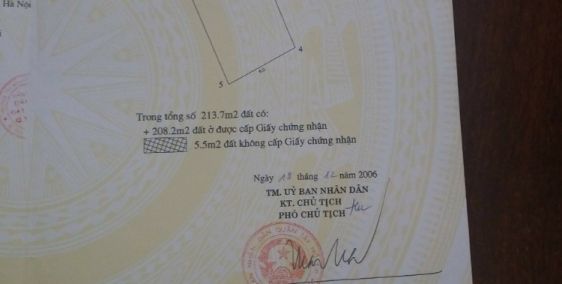 Hà Nội
5
4
Trong tổng số 213.7m2 đất có:
+ 208.2m2 đất ở được cấp Giấy chứng nhận
5.5m2 đất không cấp Giấy chứng nhận
Ngày 18 tháng 12 năm 2006
TM. UỶ BAN NHÂN DÂN
KT. CHỦ TỊCH
PHÓ CHỦ TỊCH